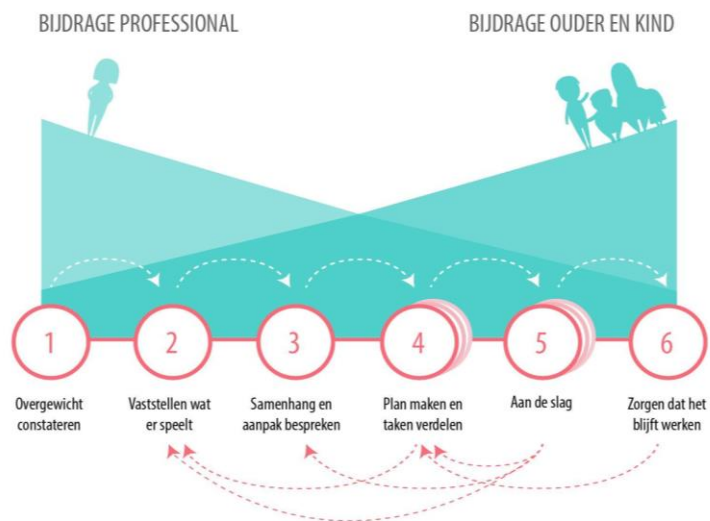 BIJDRAGE PROFESSIONAL
BIJDRAGE OUDER EN KIND
1
2
3
4
5
6
Overgewicht
constateren
Vaststellen wat
er speelt
Samenhang en
aanpak bespreken
Plan maken en
taken verdelen
Aan de slag
Zorgen dat het
blijft werken